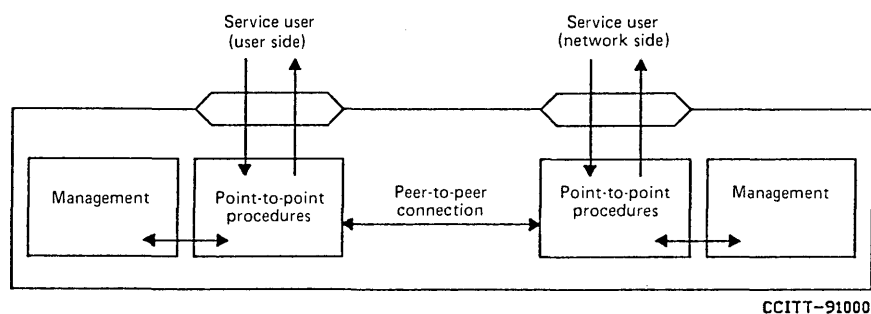 Service user
(user side)
Service user
(network side)
Management
Point-to-point
procedures
Peer-to-peer
connection
Point-to-point
procedures
Management
CCITT-91000